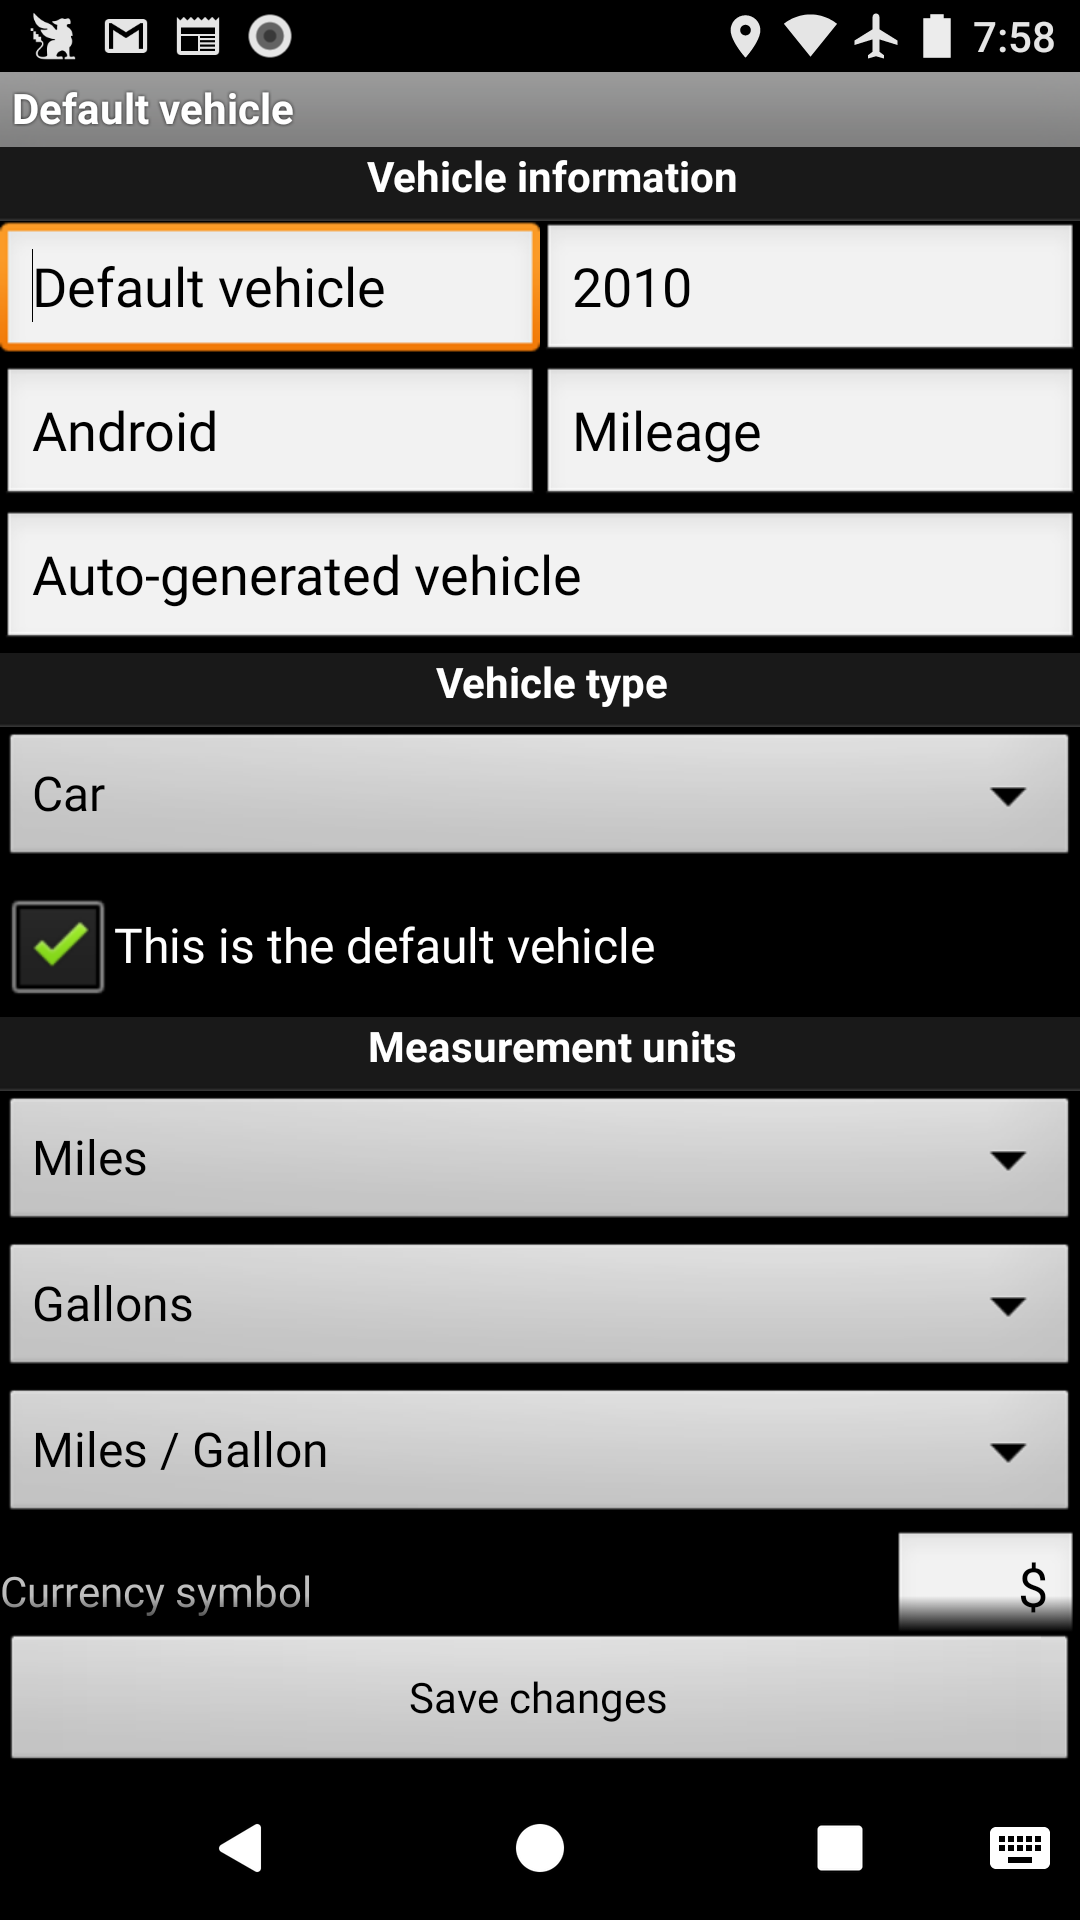 7:58
Default vehicle
Vehicle information
Default vehicle
2010
Android
Mileage
Auto-generated vehicle
Vehicle type
Car
This is the default vehicle
Measurement units
Miles
Gallons
Miles / Gallon
Currency symbol
$
Save changes